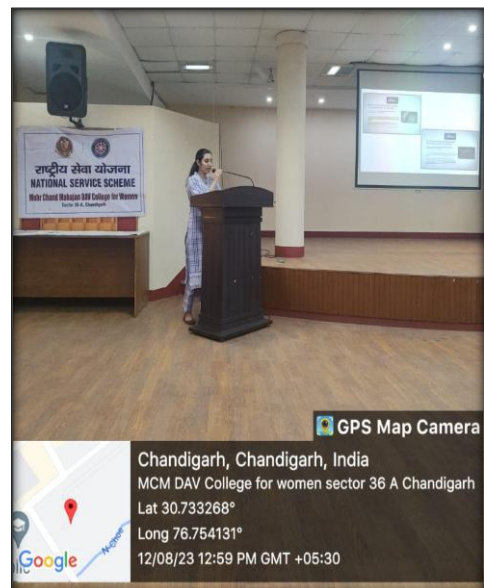 राष्ट्रीय सेवा योजना
NATIONAL SERVICE SCHEME
Mehr Chand Mahajan DAV College for Women
Sector 36 A, Chandigarh
GPS Map Camera
Chandigarh, Chandigarh, India
MCM DAV College for women sector 36 A Chandigarh
Lat 30.733268°
Long 76.754131°
12/08/23 12:59 PM GMT +05:30
N-Choe
Google